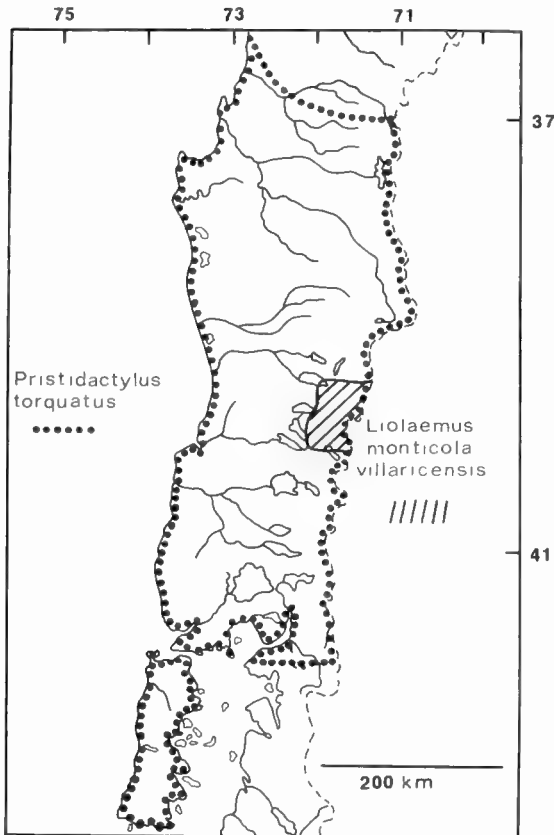 75
73
71
37
Pristidactylus
torquatus
Liolaemus
monticola
villaricensis
41
200 km